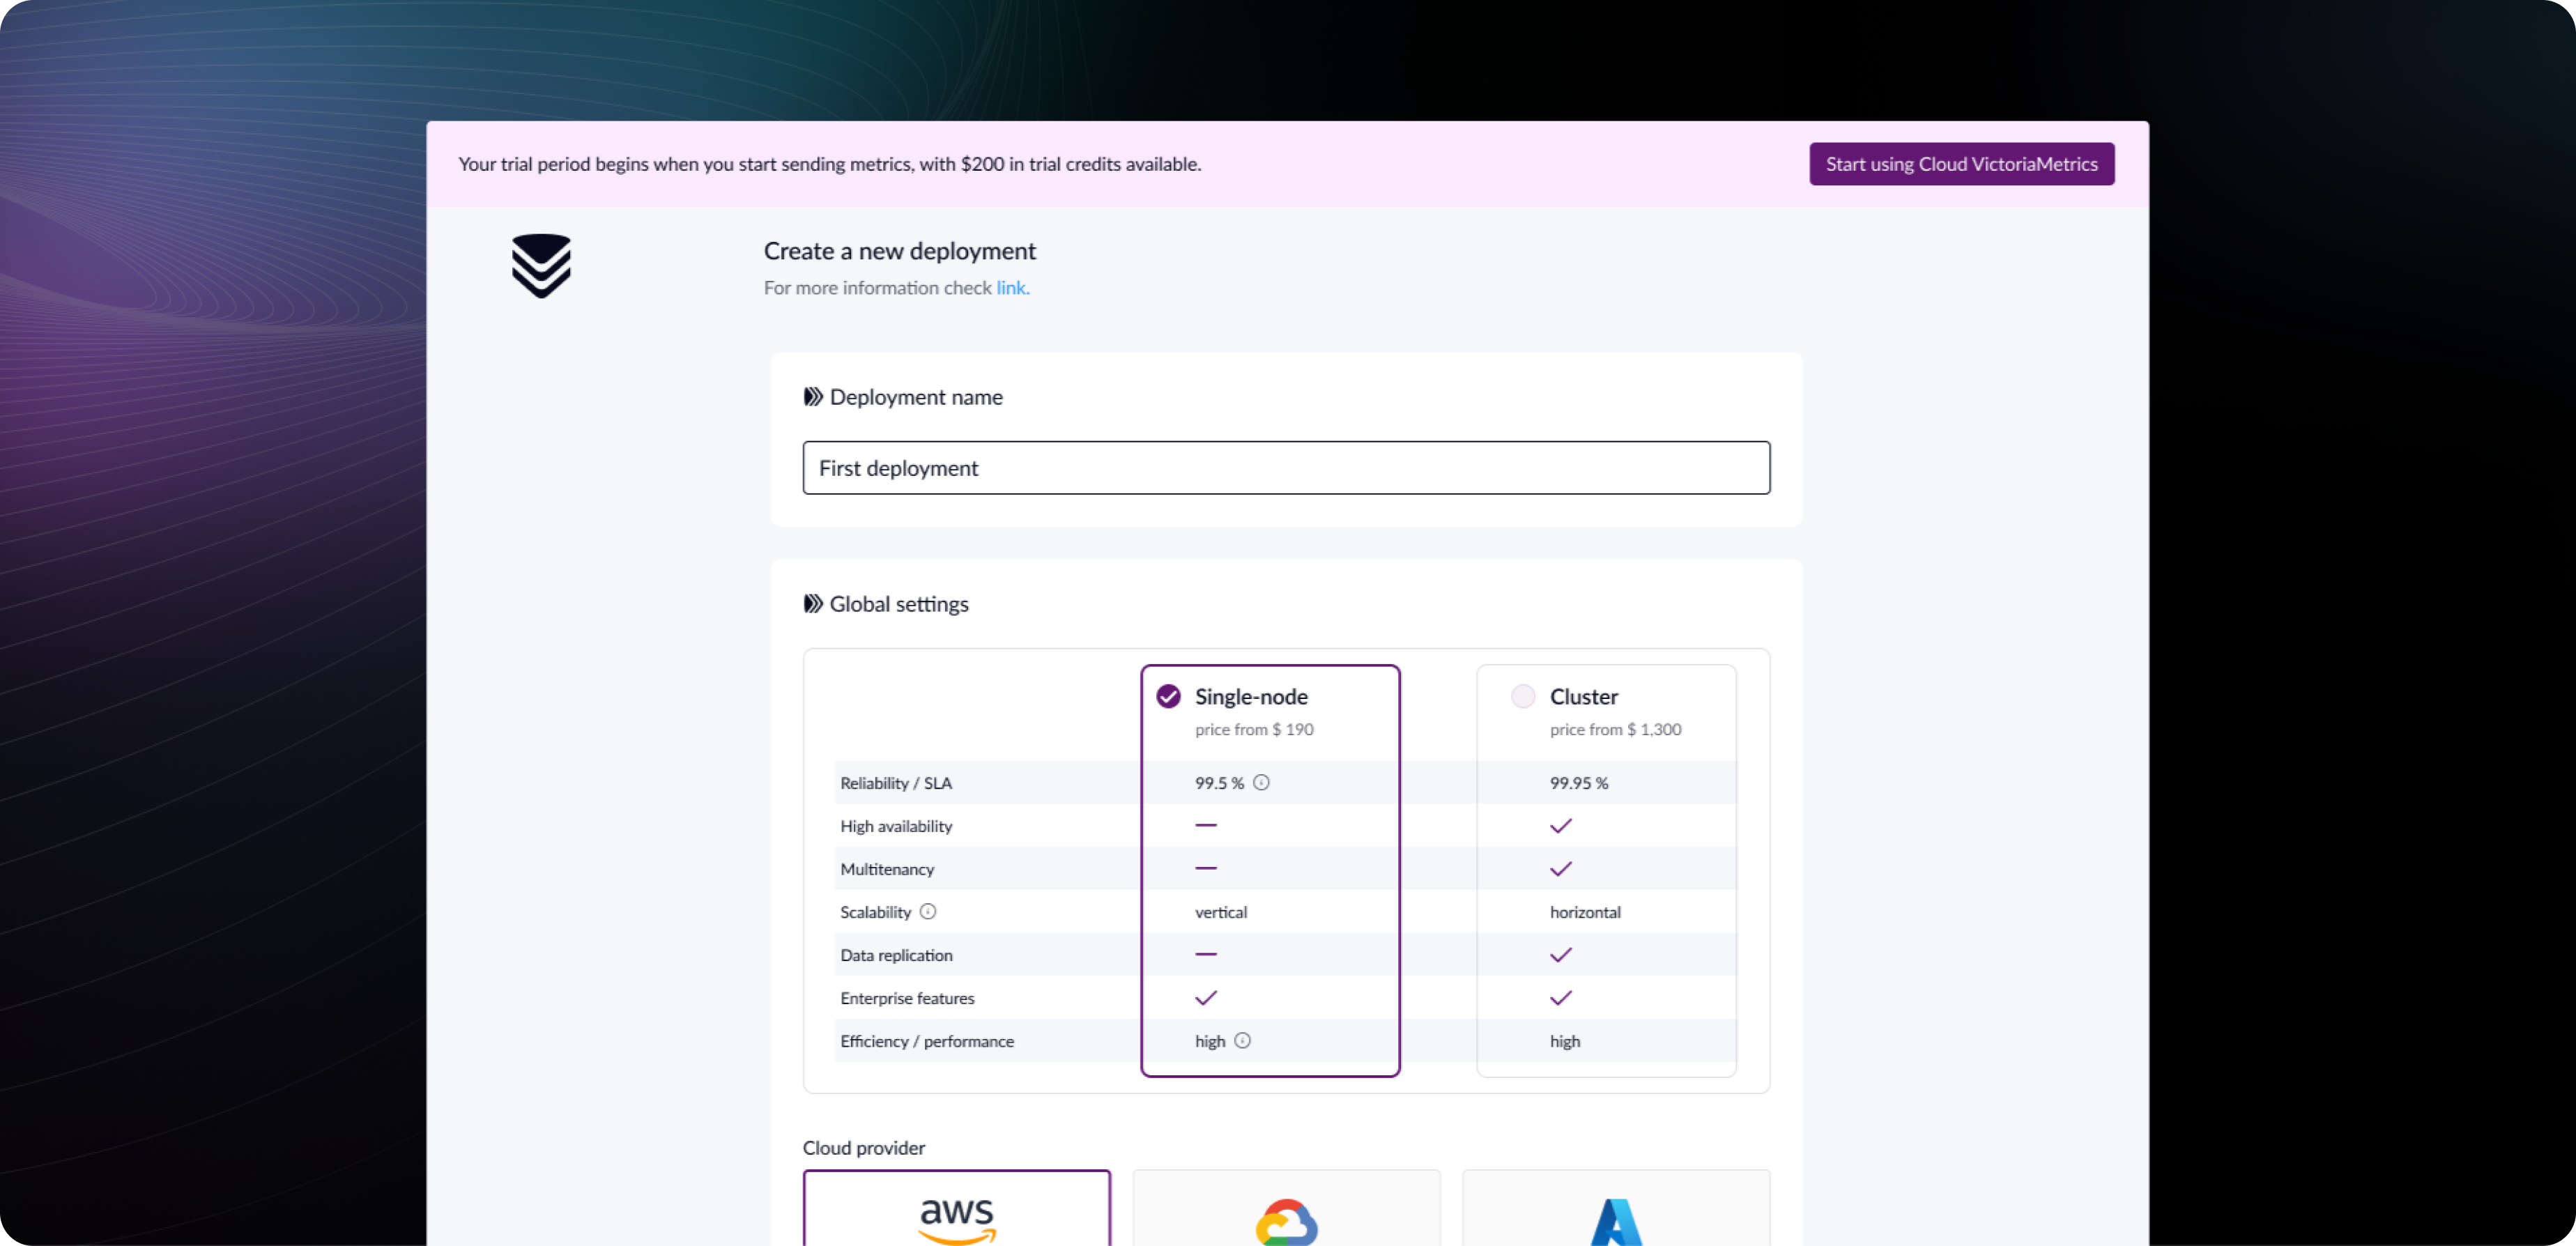 Your trial period begins when you start sending metrics, with $200 in trial credits available.
Start using Cloud VictoriaMetrics
Create a new deployment
For more information check link.
Deployment name
First deployment
Global settings
Single-node
Cluster
price from $ 190
price from $ 1,300
Reliability / SLA 99.5 % 99.95 %
High availability
Multitenancy
Scalability vertical horizontal
Data replication
Enterprise features
Efficiency / performance high high
Cloud provider
aws